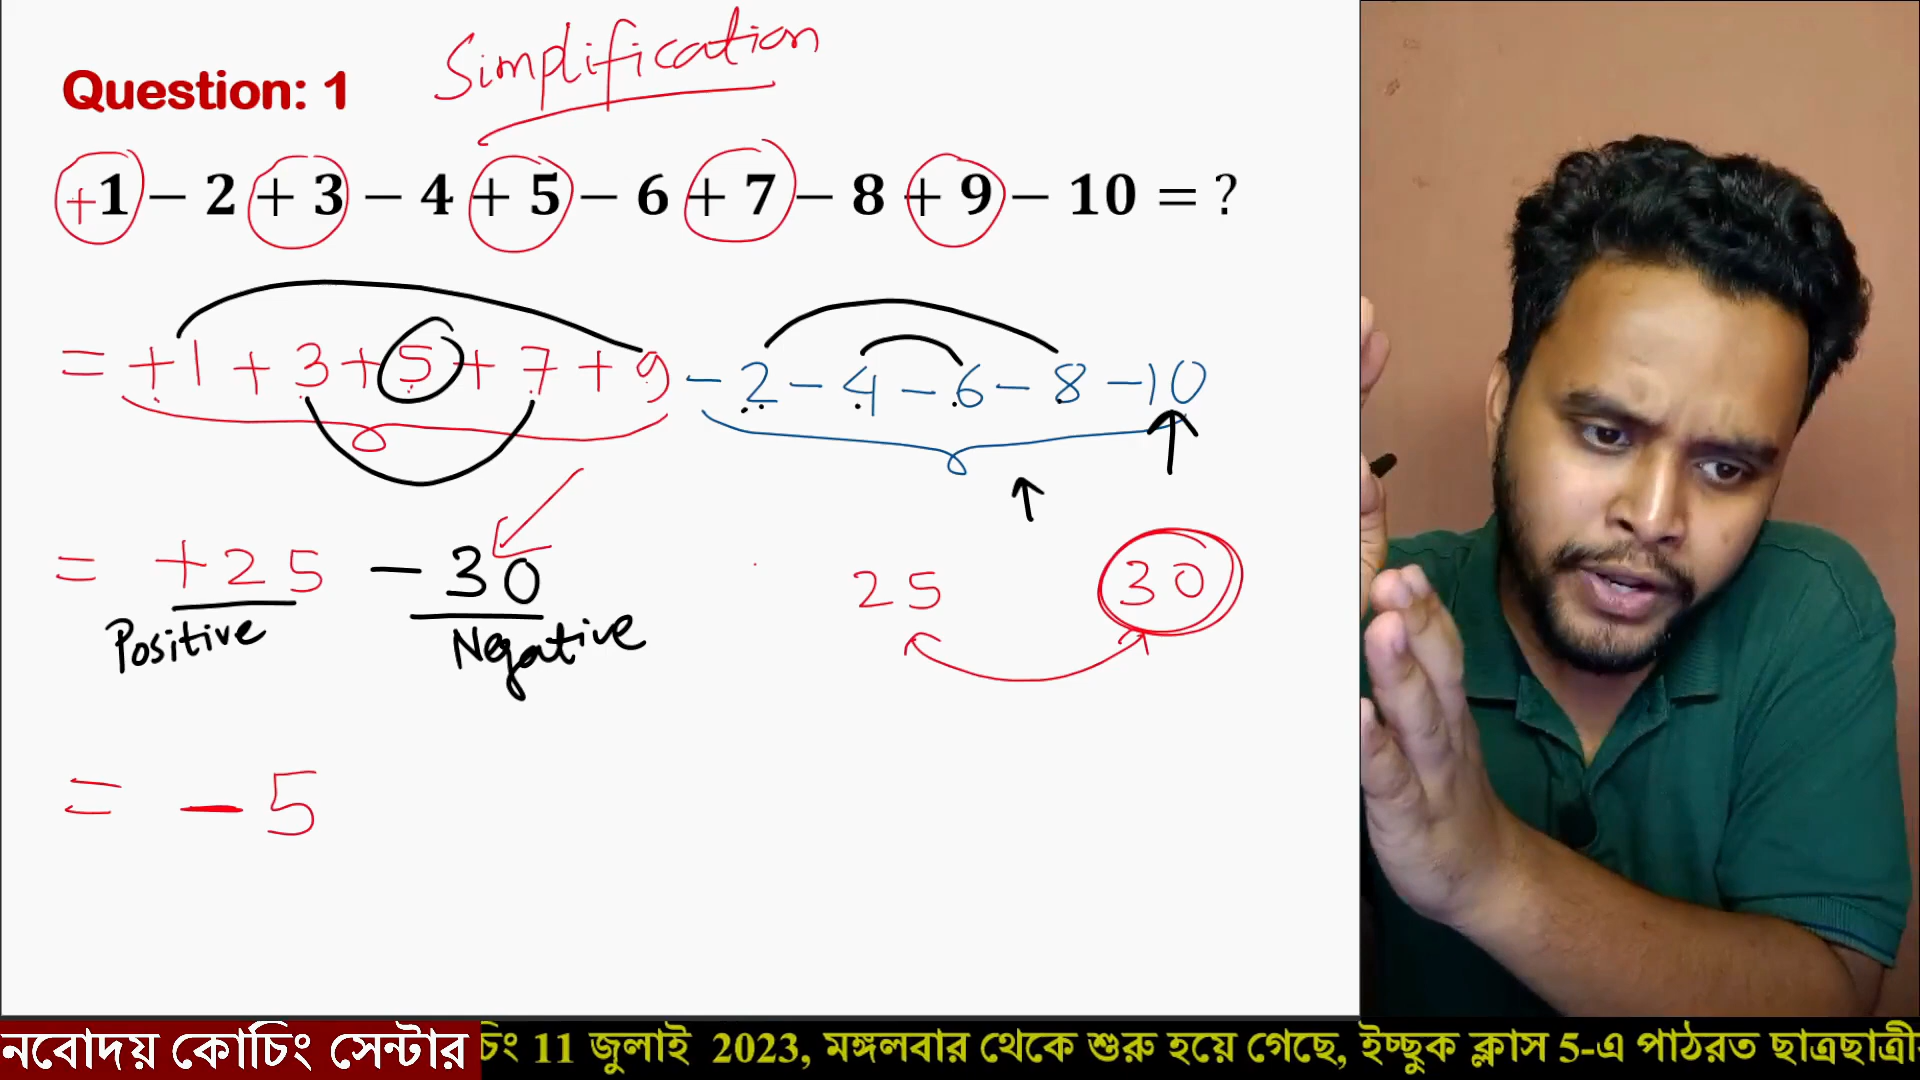 Simplification
Question: 1
+1 − 2 + 3 − 4 + 5 − 6 + 7 − 8 + 9 − 10 = ?
= +1 + 3 + 5 + 7 + 9 − 2 − 4 − 6 − 8 − 10
= +25 − 30 25 30
Positive Negative
= − 5
নবোদয় কোচিং সেন্টার চিং 11 জুলাই 2023, মঙ্গলবার থেকে শুরু হয়ে গেছে, ইচ্ছুক ক্লাস 5-এ পাঠরত ছাত্রছাত্রী